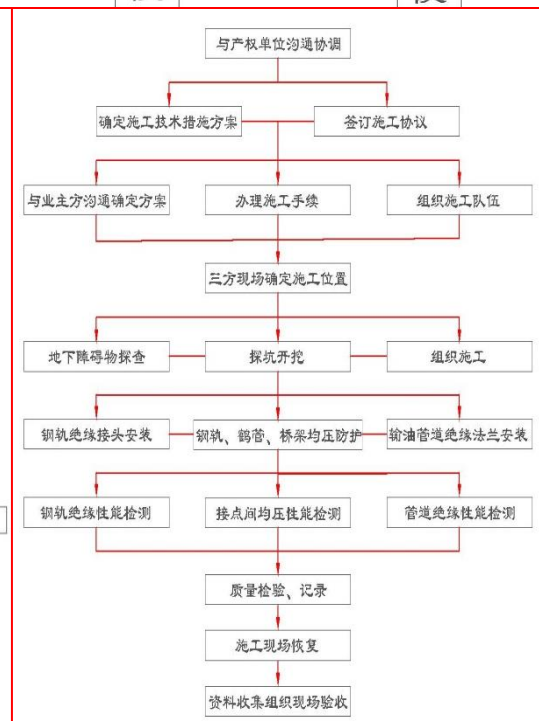 与产权单位沟通协调
确定施工技术措施方案
签订施工协议
与业主方沟通确定方案
办理施工手续
组织施工队伍
三方现场确定施工位置
地下障碍物探查
探坑开挖
组织施工
钢轨绝缘接头安装
钢轨、鹤管、桥架均压防护
输油管道绝缘法兰安装
钢轨绝缘性能检测
接点间均压性能检测
管道绝缘性能检测
质量检验、记录
施工现场恢复
资料收集组织现场验收